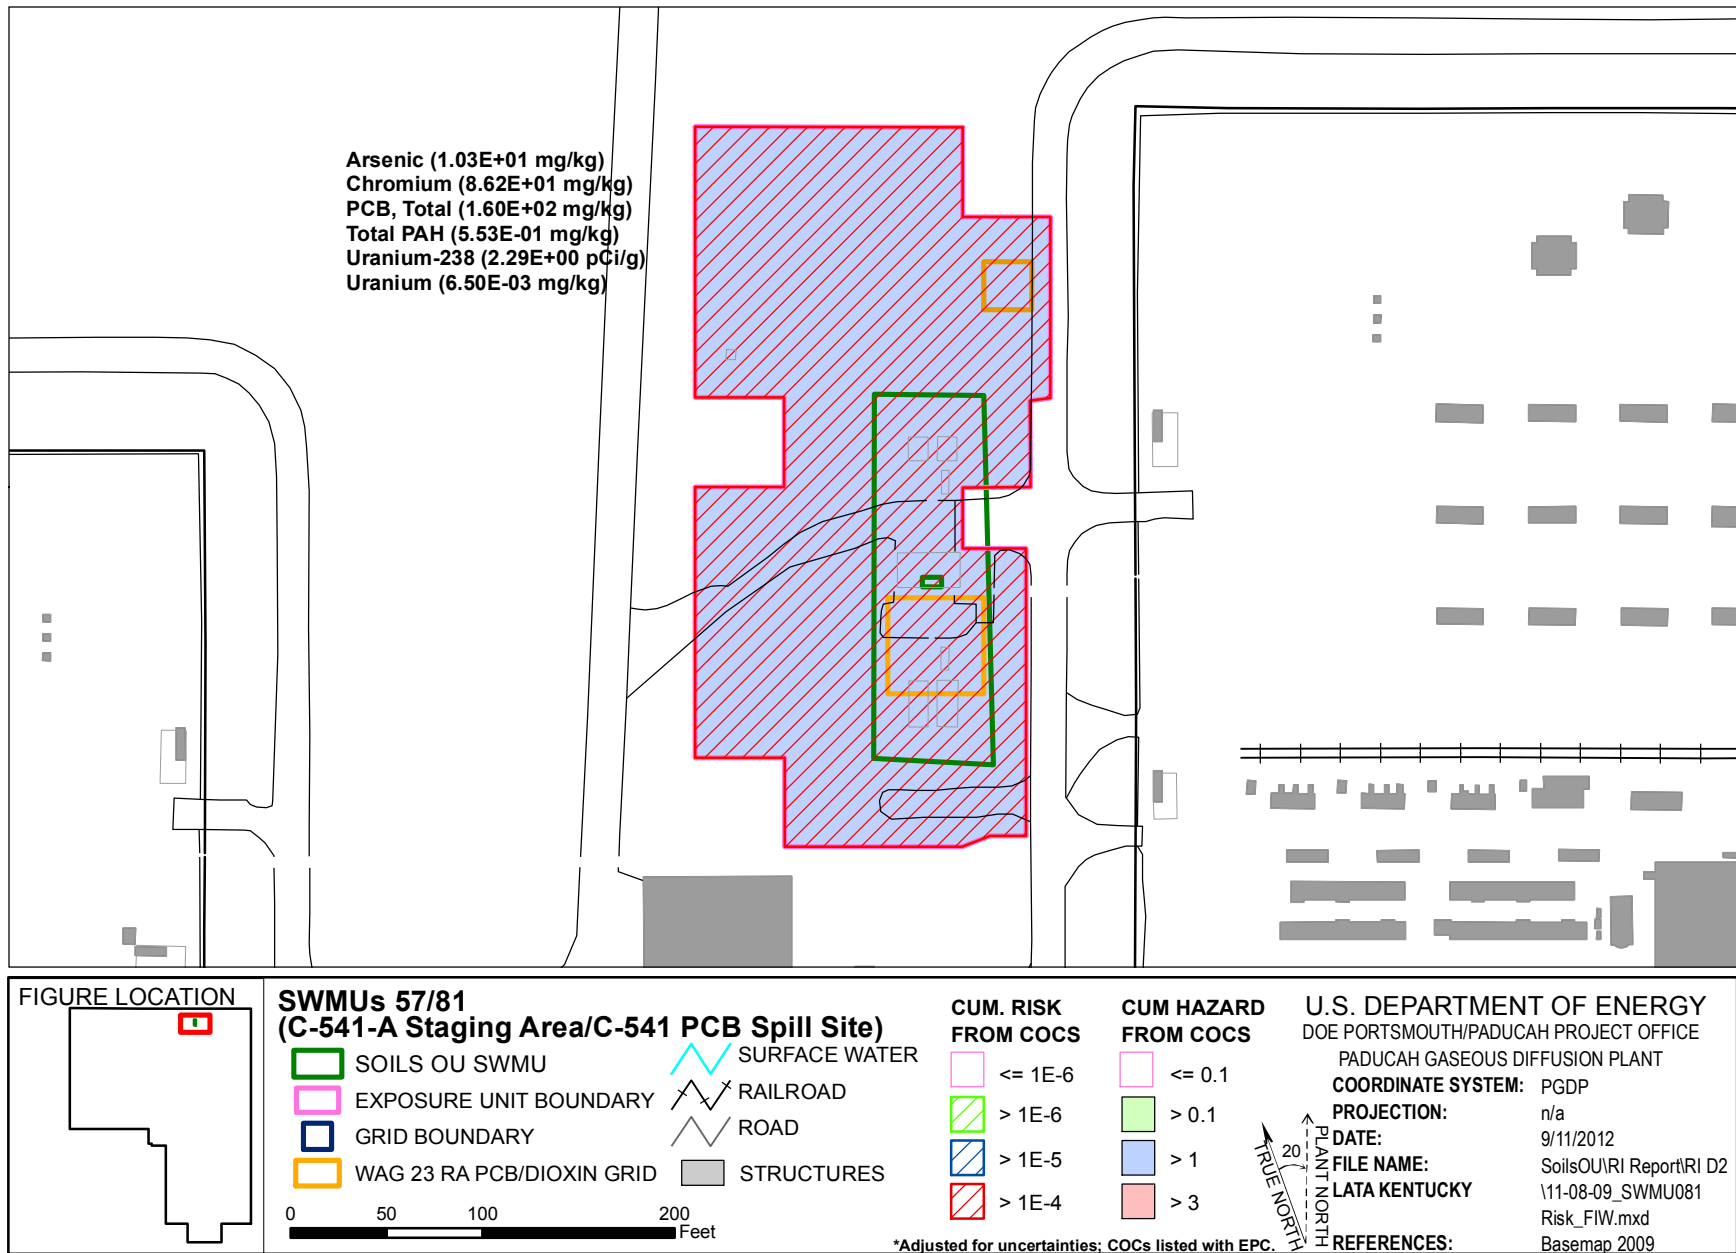 Arsenic (1.03E+01 mg/kg)
Chromium (8.62E+01 mg/kg)
PCB, Total (1.60E+02 mg/kg)
Total PAH (5.53E-01 mg/kg)
Uranium-238 (2.29E+00 pCi/g)
Uranium (6.50E-03 mg/kg)
FIGURE LOCATION
SWMUs 57/81
(C-541-A Staging Area/C-541 PCB Spill Site)
SOILS OU SWMU
EXPOSURE UNIT BOUNDARY
GRID BOUNDARY
WAG 23 RA PCB/DIOXIN GRID
SURFACE WATER
RAILROAD
ROAD
STRUCTURES
0 50 100 200
Feet
CUM. RISK
FROM COCS
<= 1E-6
> 1E-6
> 1E-5
> 1E-4
CUM HAZARD
FROM COCS
<= 0.1
> 0.1
> 1
> 3
*Adjusted for uncertainties; COCs listed with EPC.
20
TRUE NORTH
PLANT NORTH
U.S. DEPARTMENT OF ENERGY
DOE PORTSMOUTH/PADUCAH PROJECT OFFICE
PADUCAH GASEOUS DIFFUSION PLANT
COORDINATE SYSTEM: PGDP
PROJECTION: n/a
DATE: 9/11/2012
FILE NAME: SoilsOU\RI Report\RI D2
LATA KENTUCKY \11-08-09_SWMU081
Risk_FIW.mxd
REFERENCES: Basemap 2009